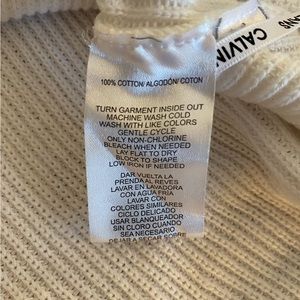 CALVIN
100% COTTON/ ALGODÓN/ COTON
TURN GARMENT INSIDE OUT
MACHINE WASH COLD
WASH WITH LIKE COLORS
GENTLE CYCLE
ONLY NON-CHLORINE
BLEACH WHEN NEEDED
LAY FLAT TO DRY
BLOCK TO SHAPE
LOW IRON IF NEEDED
DAR VUELTA LA
PRENDA AL REVES
LAVAR EN LAVADORA
CON AGUA FRIA
LAVAR CON
COLORES SIMILARES
CICLO DELICADO
USAR BLANQUEADOR
SIN CLORO CUANDO
SEA NECESARIO
DEJAR A SECAR SOBRE